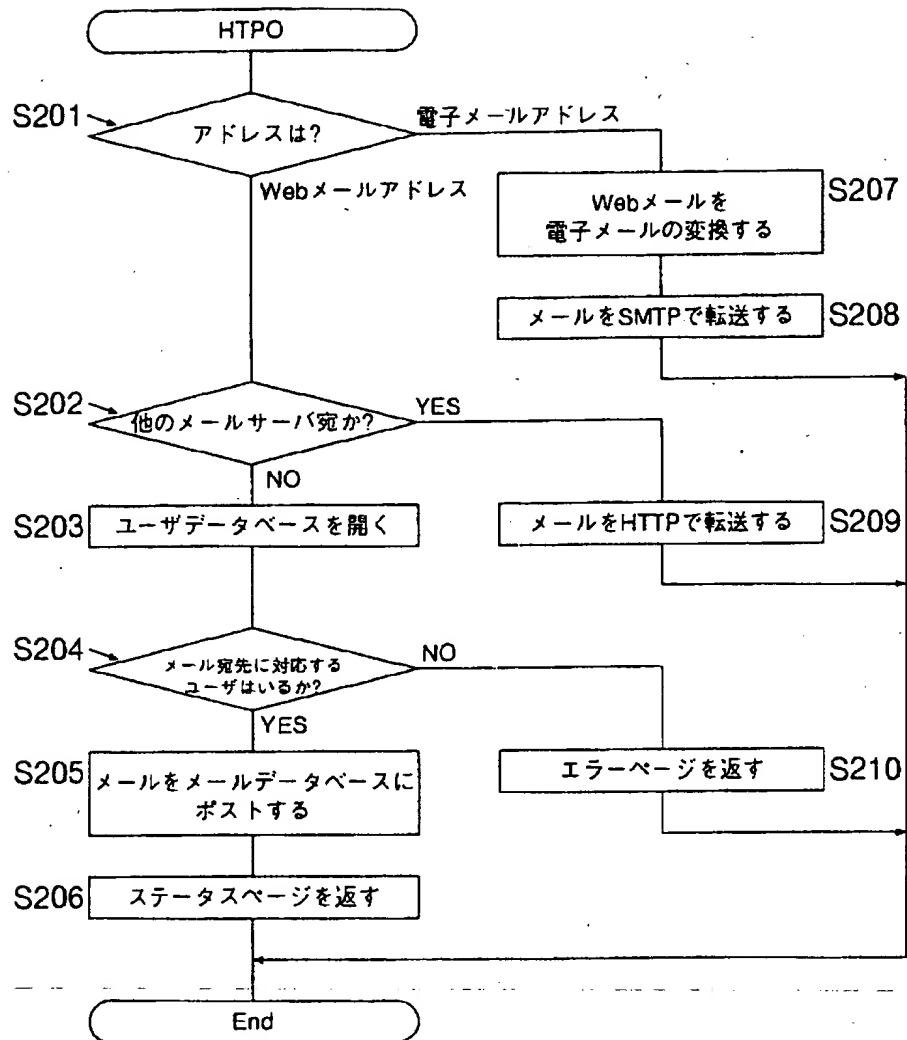 HTPO
S201
アドレスは?
電子メールアドレス
Webメールアドレス
Webメールを
電子メールの変換する
S207
メールをSMTPで転送する
S208
S202
他のメールサーバ宛か?
YES
NO
S203
ユーザデータベースを開く
メールをHTTPで転送する
S209
S204
メール宛先に対応する
ユーザはいるか?
NO
YES
S205
メールをメールデータベースに
ポストする
エラーページを返す
S210
S206
ステータスページを返す
End